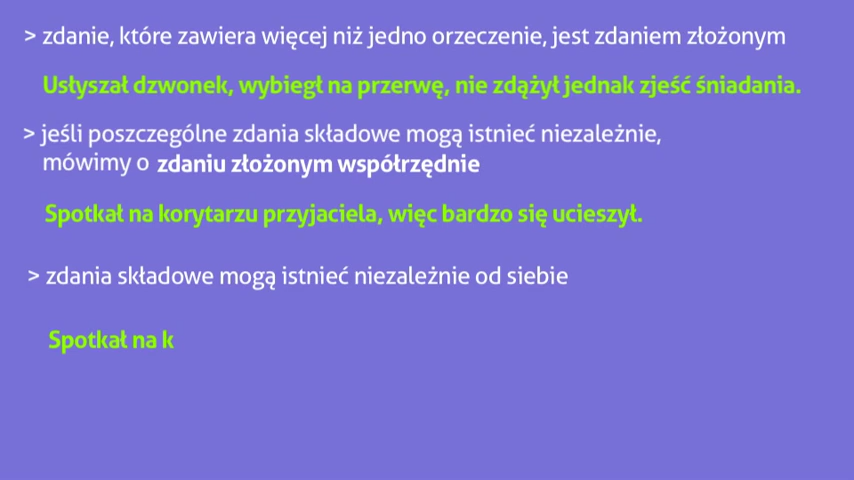 > zdanie, które zawiera więcej niż jedno orzeczenie, jest zdaniem złożonym
Usłyszał dzwonek, wybiegł na przerwę, nie zdążył jednak zjeść śniadania.
> jeśli poszczególne zdania składowe mogą istnieć niezależnie,
mówimy o zdaniu złożonym współrzędnie
Spotkał na korytarzu przyjaciela, więc bardzo się ucieszył.
> zdania składowe mogą istnieć niezależnie od siebie
Spotkał na k